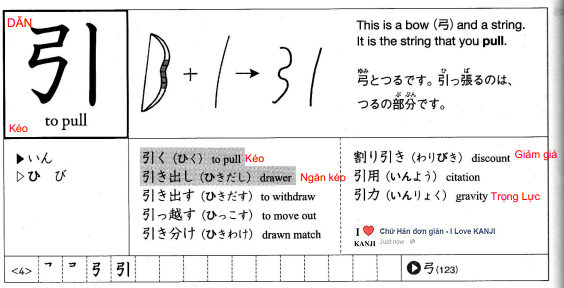 DẪN
引
to pull
Kéo
This is a bow (弓) and a string.
It is the string that you pull.
ゆみ ひ ば
弓とつるです。引っ張るのは、
ぶ ぶん
つるの部分です。
▶いん
▷ひ び
引く（ひく） to pull Kéo
引き出し（ひきだし） drawer Ngăn kép
引き出す（ひきだす） to withdraw
引っ越す（ひっこす） to move out
引き分け（ひきわけ） drawn match
割り引き（わりびき） discount Giảm giá
引用（いんよう） citation
引力（いんりょく） gravity Trọng Lực
I ❤ KANJI
Chữ Hán đơn giản - I Love KANJI
Just now
<4> 弓 引
▶弓(123)